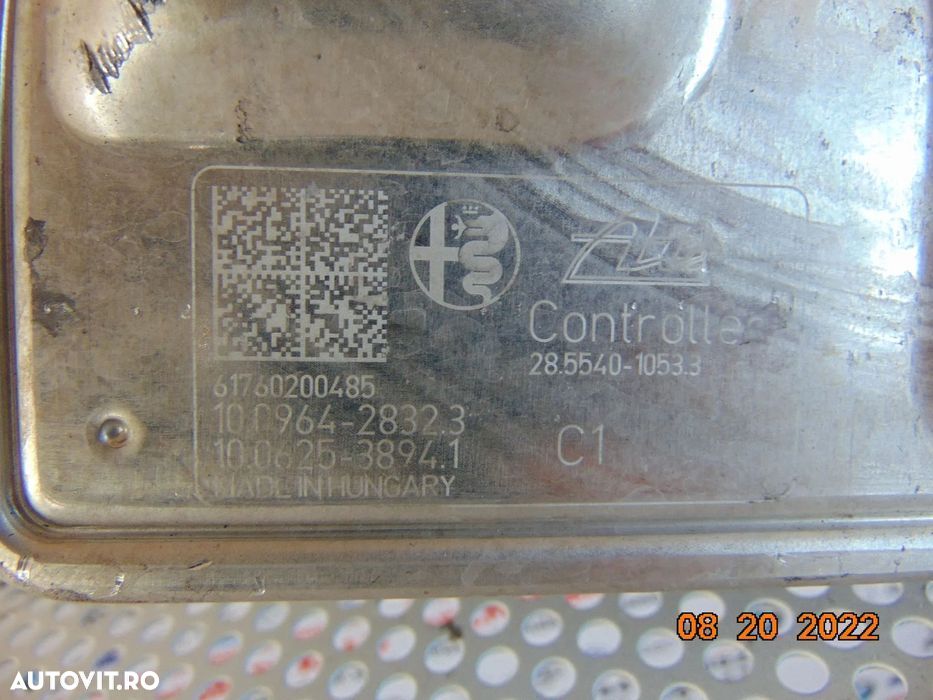 Controlle
28.5540-1053.3
61760200485
10.0964-2832.3
10.0625-3894.1
C1
MADE IN HUNGARY
08 20 2022
AUTOVIT.RO